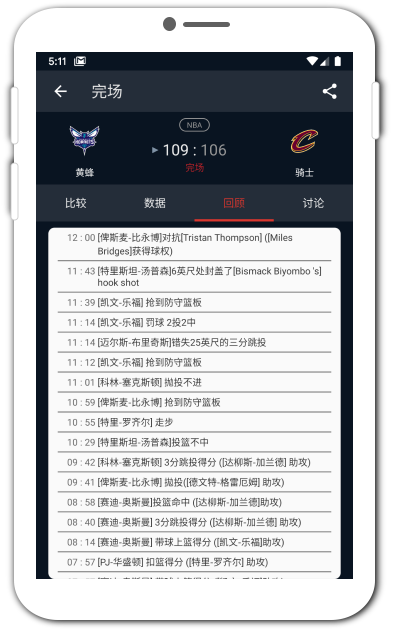 5:11
完场
NBA
109 : 106
完场
HORNETS
黄蜂
骑士
比较
数据
回顾
讨论
12 : 00 [俾斯麦-比永博]对抗[Tristan Thompson] ([Miles
Bridges]获得球权)
11 : 43 [特里斯坦-汤普森]6英尺处封盖了[Bismack Biyombo 's]
hook shot
11 : 39 [凯文-乐福] 抢到防守篮板
11 : 14 [凯文-乐福] 罚球 2投2中
11 : 14 [迈尔斯-布里奇斯]错失25英尺的三分跳投
11 : 12 [凯文-乐福] 抢到防守篮板
11 : 01 [科林-塞克斯顿] 抛投不进
10 : 59 [俾斯麦-比永博] 抢到防守篮板
10 : 55 [特里-罗齐尔] 走步
10 : 29 [特里斯坦-汤普森]投篮不中
09 : 42 [科林-塞克斯顿] 3分跳投得分 ([达柳斯-加兰德] 助攻)
09 : 41 [俾斯麦-比永博] 抛投([德文特-格雷厄姆] 助攻)
08 : 58 [赛迪-奥斯曼]投篮命中 ([达柳斯-加兰德]助攻)
08 : 40 [赛迪-奥斯曼] 3分跳投得分 ([达柳斯-加兰德] 助攻)
08 : 14 [赛迪-奥斯曼] 带球上篮得分 ([凯文-乐福]助攻)
07 : 57 [PJ-华盛顿] 扣篮得分 ([特里-罗齐尔] 助攻)